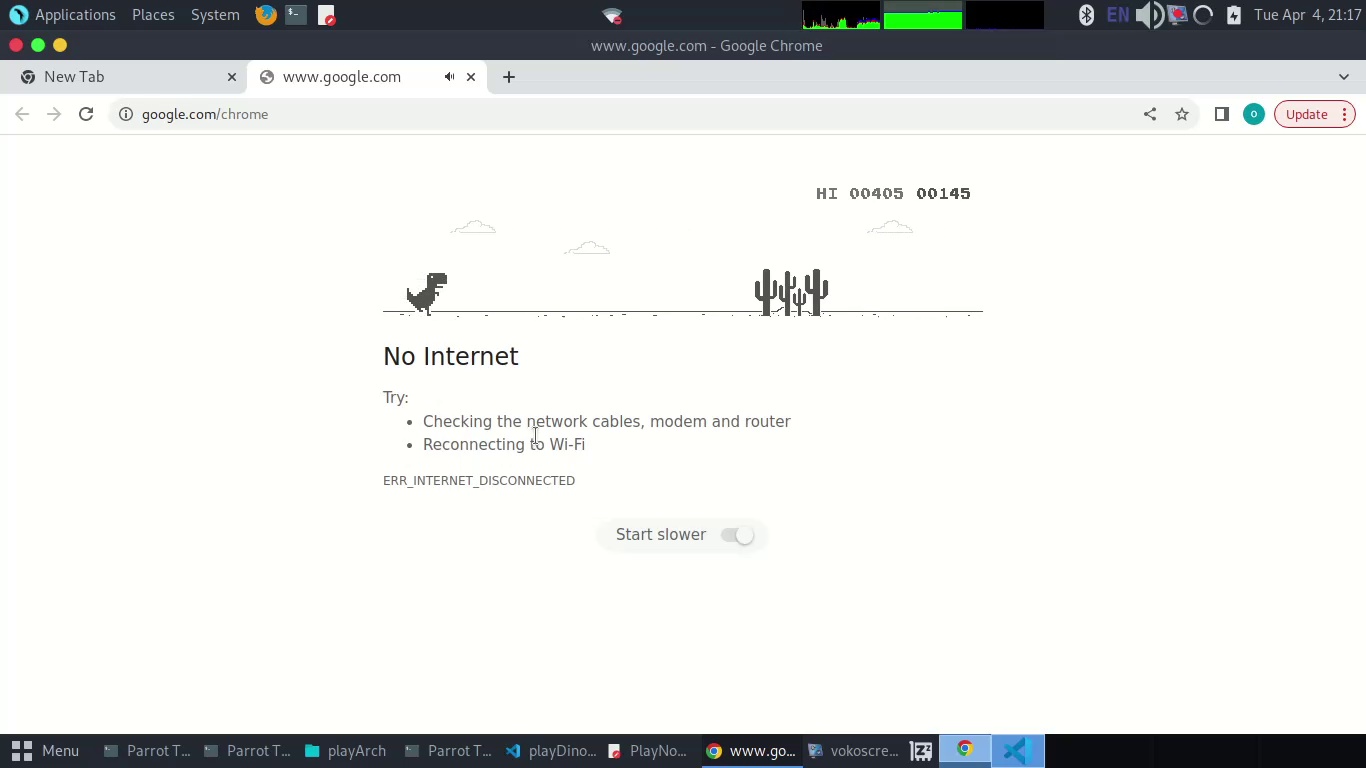 Applications Places System EN Tue Apr 4, 21:17
www.google.com - Google Chrome
New Tab www.google.com
google.com/chrome Update
HI 00405 00145
No Internet
Try:
Checking the network cables, modem and router
Reconnecting to Wi-Fi
ERR_INTERNET_DISCONNECTED
Start slower
Menu Parrot T... Parrot T... playArch Parrot T... playDino... PlayNo... www.go... vokoscre...